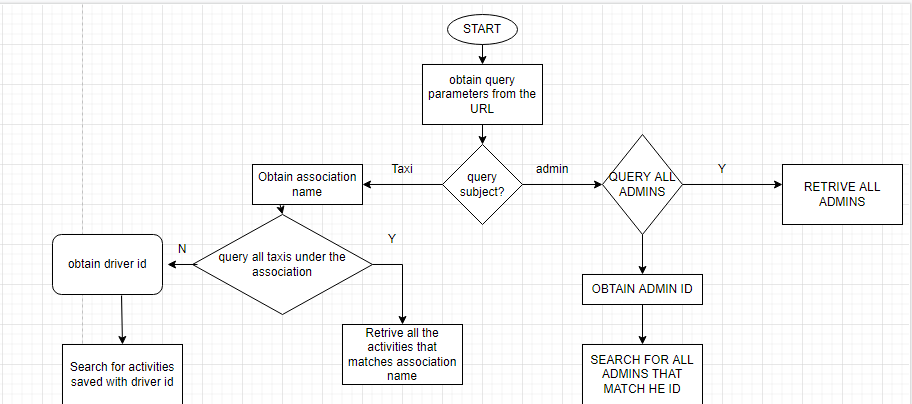 START
obtain query
parameters from the
URL
Taxi
query
subject?
admin
QUERY ALL
ADMINS
Y
RETRIVE ALL
ADMINS
Obtain association
name
query all taxis under the
association
N
Y
obtain driver id
OBTAIN ADMIN ID
Retrive all the
activities that
matches association
name
Search for activities
saved with driver id
SEARCH FOR ALL
ADMINS THAT
MATCH HE ID